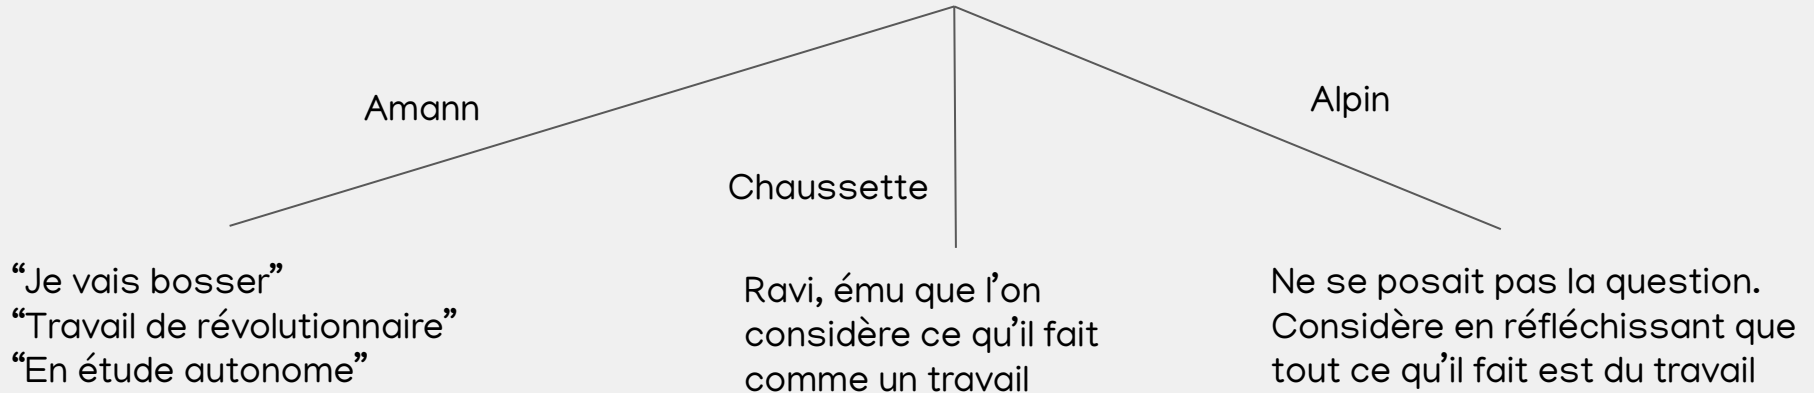 Amann
“Je vais bosser”
“Travail de révolutionnaire”
“En étude autonome”
Chaussette
Ravi, ému que l’on
considère ce qu’il fait
comme un travail
Alpin
Ne se posait pas la question.
Considère en réfléchissant que
tout ce qu’il fait est du travail